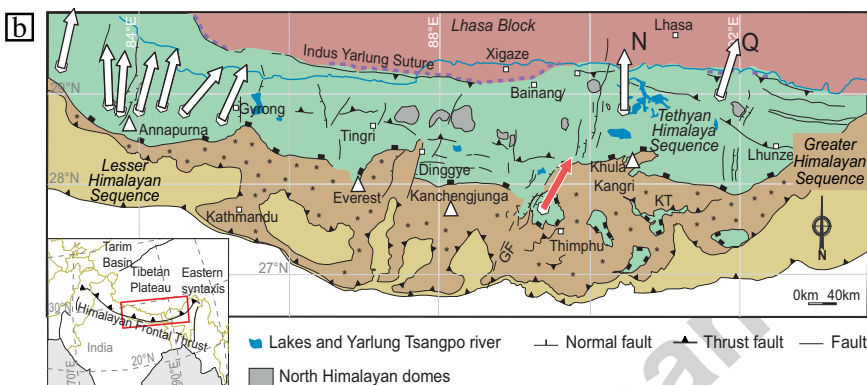 b
84°E
88°E
92°E
Lhasa Block
Lhasa
Indus Yarlung Suture
Xigaze
N
Q
29°N
Bainang
Gyrong
Annapurna
Tingri
Tethyan
Himalaya
Sequence
Lhunze
Greater
Himalayan
Sequence
Dinggye
Khula
Kangri
Lesser
Himalayan
Sequence
28°N
Everest
Kanchengjunga
KT
Kathmandu
GF
Thimphu
N
27°N
0km 40km
Tarim
Basin
Tibetan
Plateau
Eastern
syntaxis
30°N
Himalayan Frontal Thrust
India
20°N
70°E
90°E
Lakes and Yarlung Tsangpo river
Normal fault
Thrust fault
Fault
North Himalayan domes